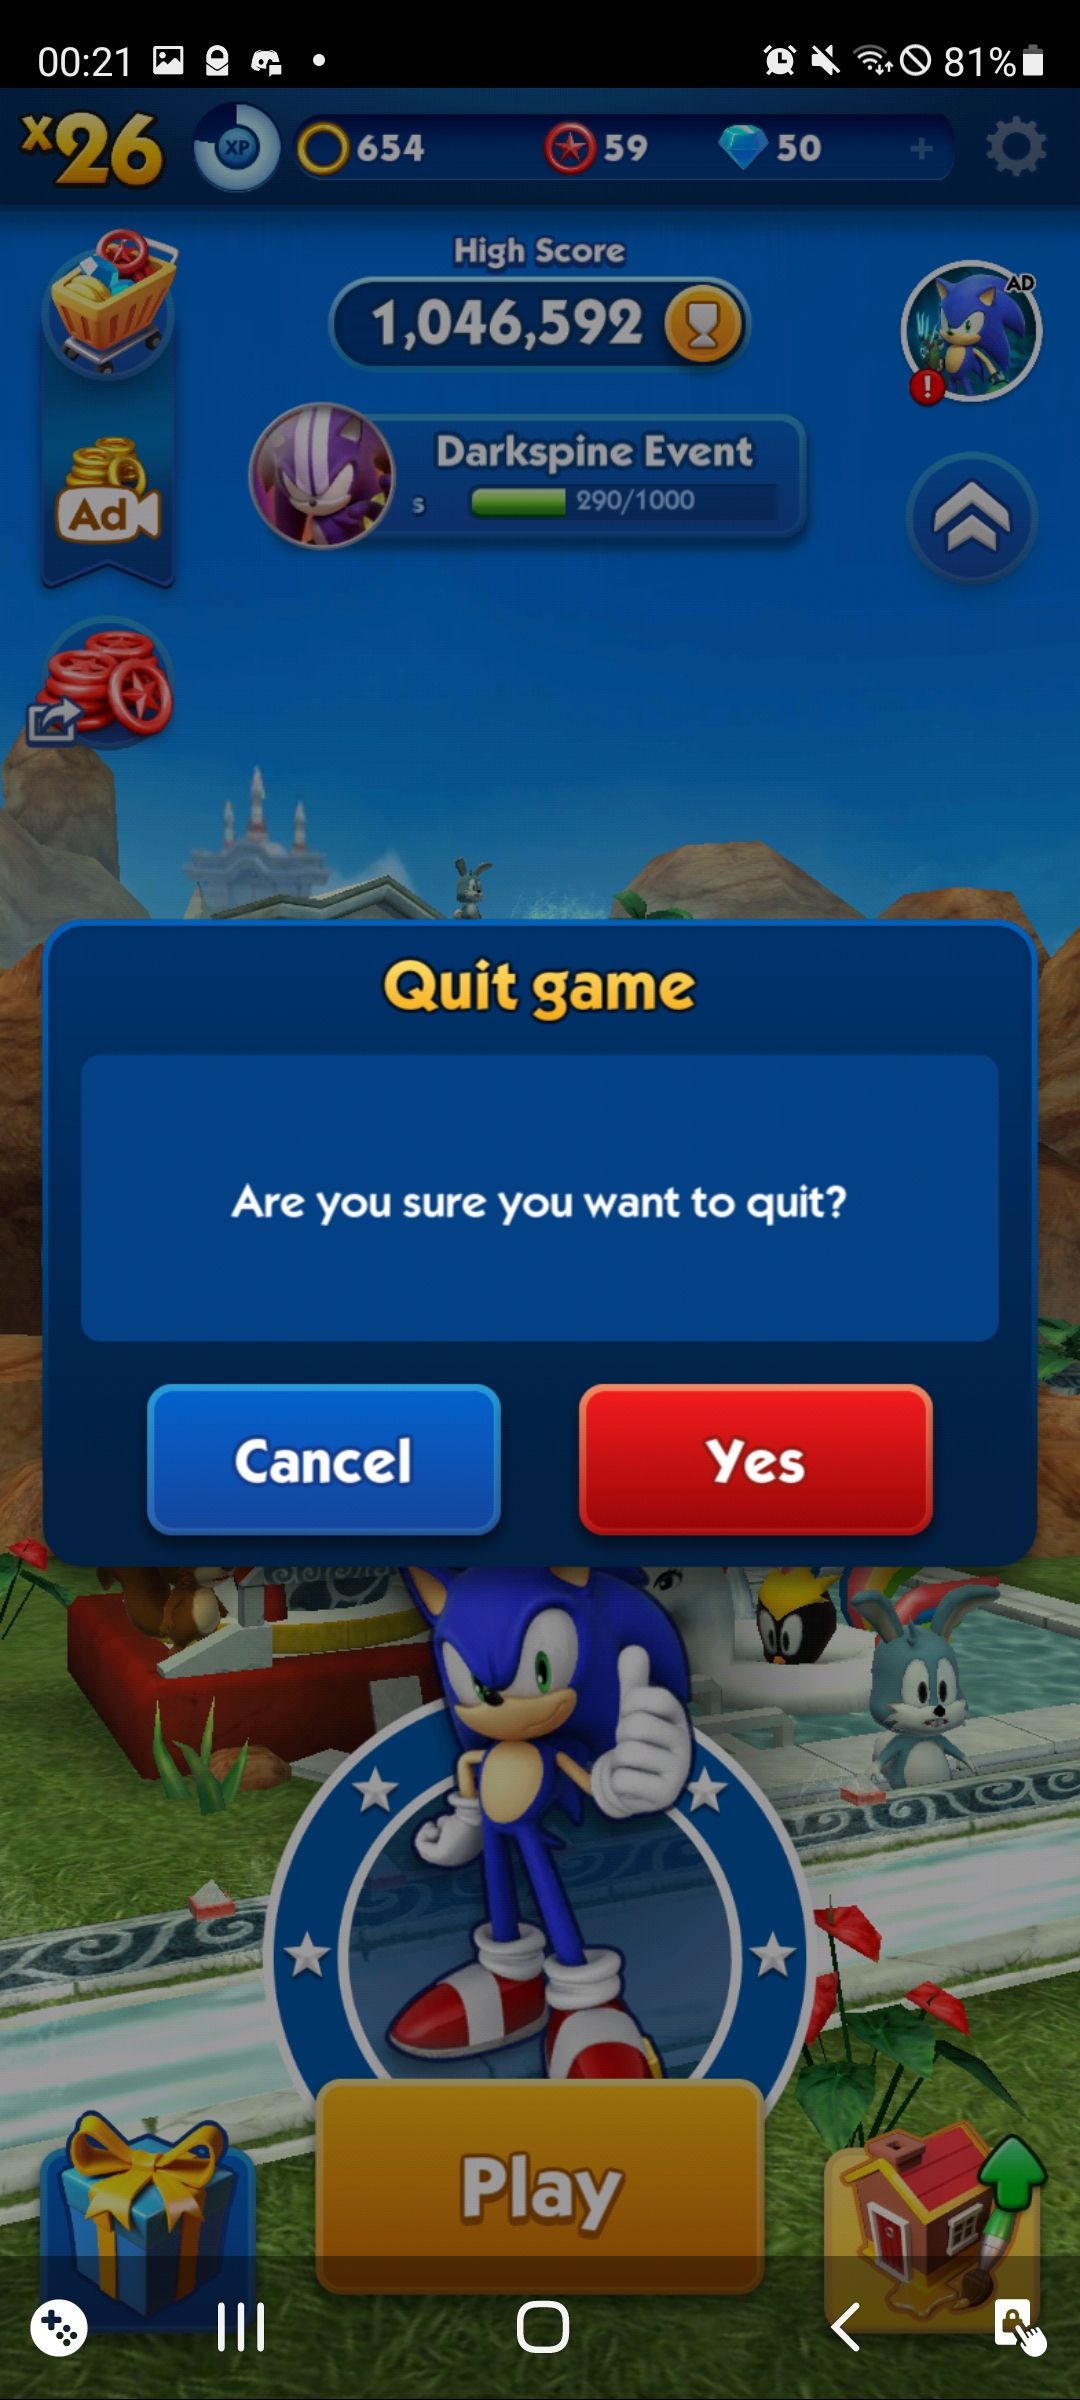 00:21
81%
x26
XP
654
59
50
+
High Score
1,046,592
AD
!
Darkspine Event
s
290/1000
Ad
Quit game
Are you sure you want to quit?
Cancel
Yes
Play